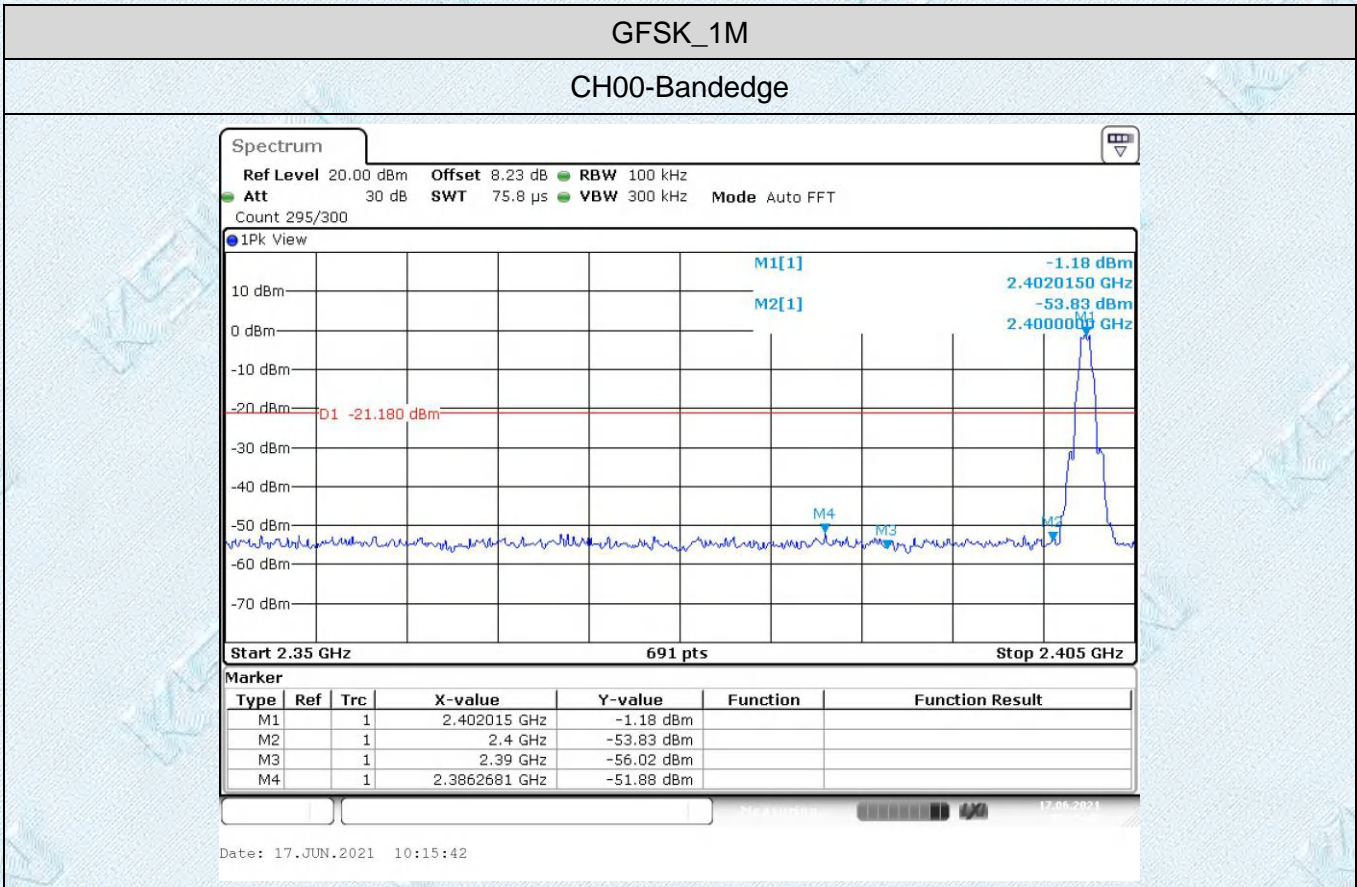 GFSK_1M
CH00-Bandedge
Spectrum
Ref Level 20.00 dBm Offset 8.23 dB RBW 100 kHz
Att 30 dB SWT 75.8 µs VBW 300 kHz Mode Auto FFT
Count 295/300
1Pk View
M1[1] -1.18 dBm
2.4020150 GHz
M2[1] -53.83 dBm
2.4000000 GHz
M1
10 dBm
0 dBm
-10 dBm
-20 dBm
D1 -21.180 dBm
-30 dBm
-40 dBm
-50 dBm
M4
M3
M2
-60 dBm
-70 dBm
Start 2.35 GHz 691 pts Stop 2.405 GHz
Marker
Type Ref Trc X-value Y-value Function Function Result
M1 1 2.402015 GHz -1.18 dBm
M2 1 2.4 GHz -53.83 dBm
M3 1 2.39 GHz -56.02 dBm
M4 1 2.3862681 GHz -51.88 dBm
Measuring... LXI 17.06.2021
Date: 17.JUN.2021 10:15:42